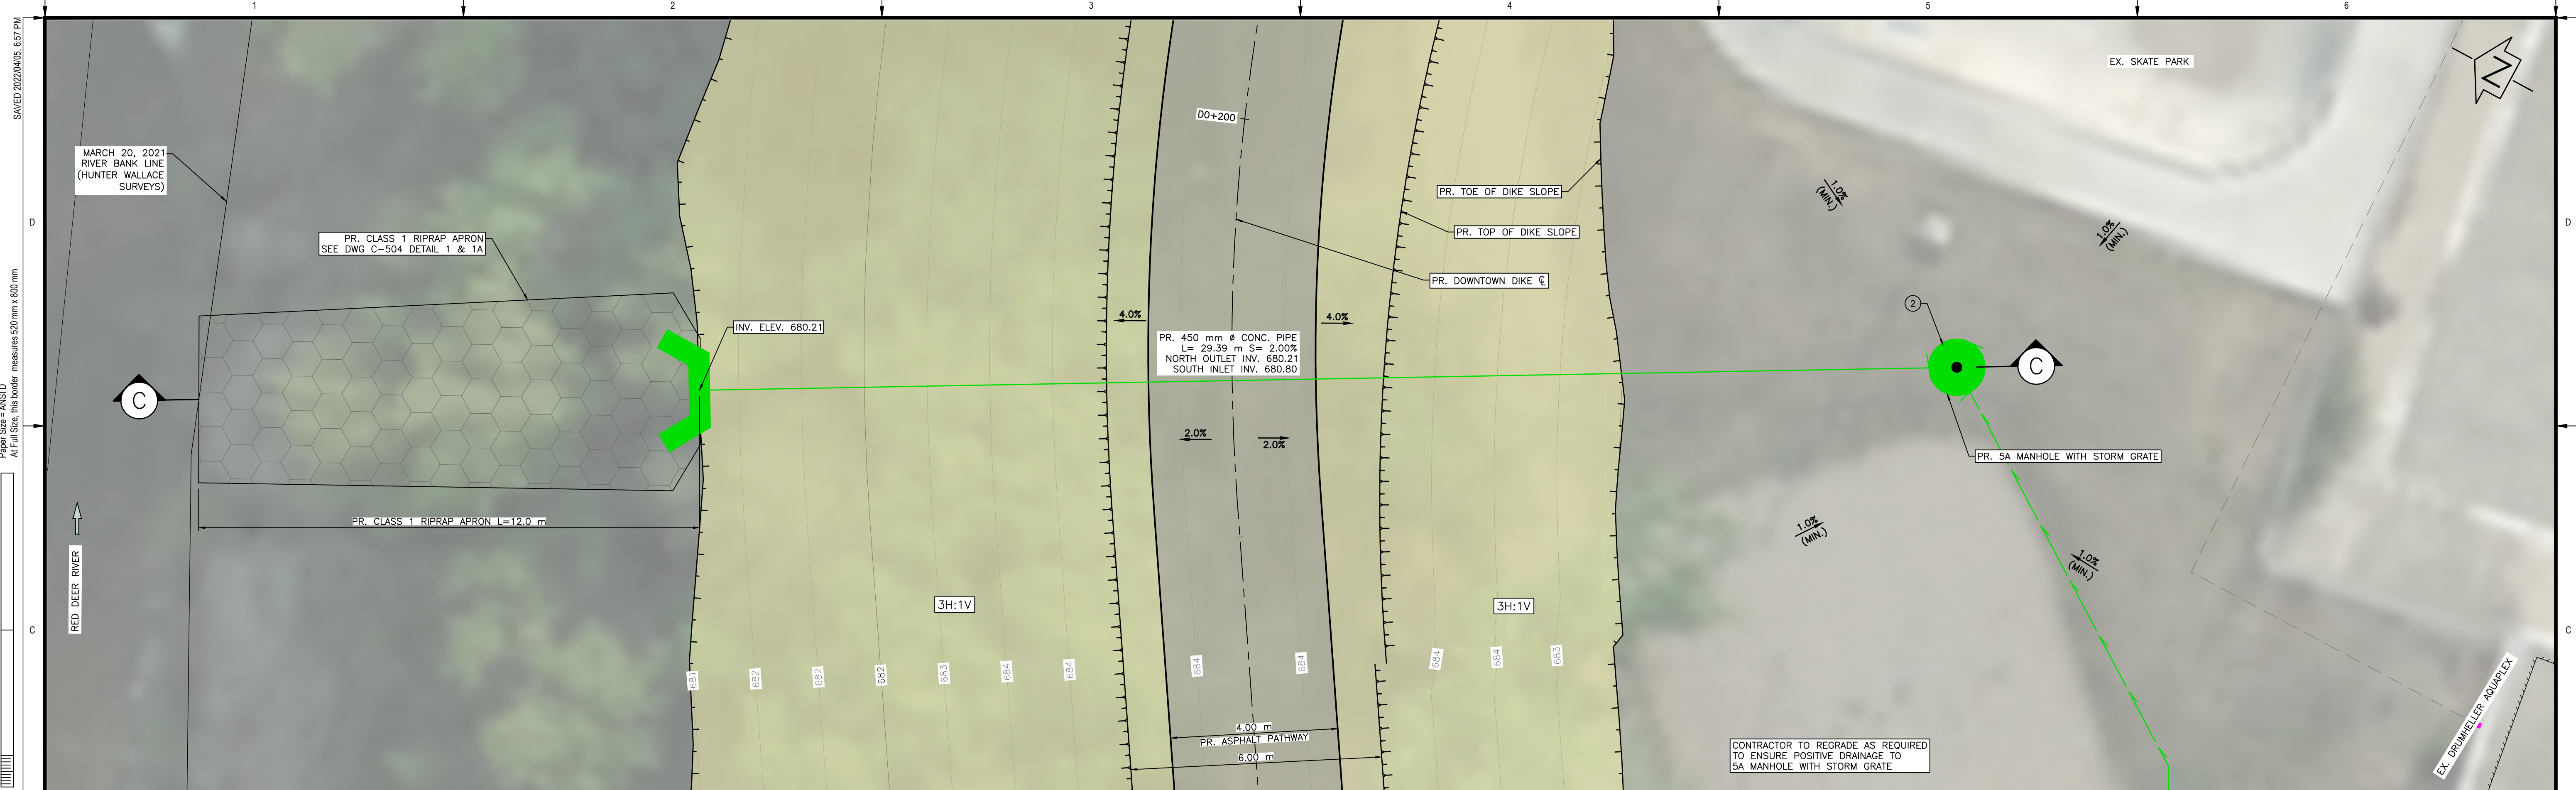 1
2
3
4
5
6
SAVED 2022/04/05, 6:57 PM
At Full Size, this border measures 520 mm x 800 mm
Paper Size = ANSI D
D
C
D
C
EX. SKATE PARK
N
D0+200
MARCH 20, 2021
RIVER BANK LINE
(HUNTER WALLACE
SURVEYS)
PR. CLASS 1 RIPRAP APRON
SEE DWG C-504 DETAIL 1 & 1A
PR. TOE OF DIKE SLOPE
PR. TOP OF DIKE SLOPE
PR. DOWNTOWN DIKE ℄
1.0%
(MIN.)
1.0%
(MIN.)
2
INV. ELEV. 680.21
4.0%
4.0%
PR. 450 mm ø CONC. PIPE
L= 29.39 m S= 2.00%
NORTH OUTLET INV. 680.21
SOUTH INLET INV. 680.80
C
C
2.0%
2.0%
PR. 5A MANHOLE WITH STORM GRATE
PR. CLASS 1 RIPRAP APRON L=12.0 m
1.0%
(MIN.)
1.0%
(MIN.)
RED DEER RIVER
3H:1V
3H:1V
681
682
682
682
683
684
684
684
684
684
684
683
4.00 m
PR. ASPHALT PATHWAY
6.00 m
CONTRACTOR TO REGRADE AS REQUIRED
TO ENSURE POSITIVE DRAINAGE TO
5A MANHOLE WITH STORM GRATE
EX. DRUMHELLER AQUAPLEX